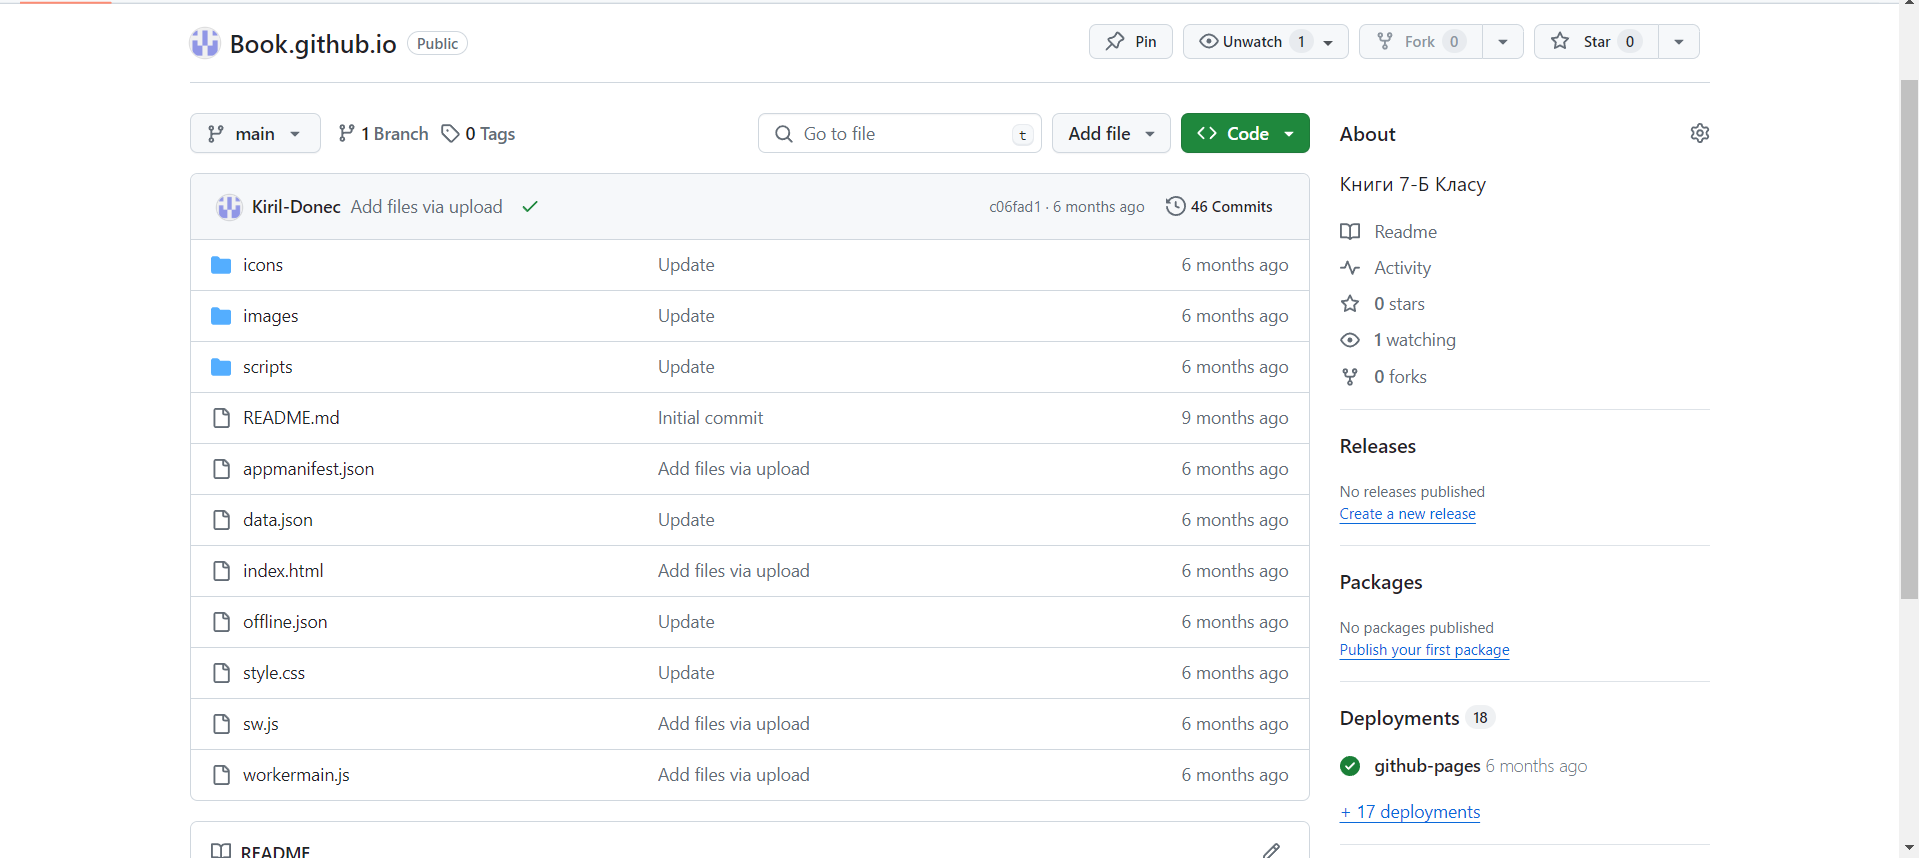 Book.github.io Public Pin Unwatch 1 Fork 0 Star 0
main 1 Branch 0 Tags Go to file t Add file Code
Kiril-Donec Add files via upload c06fad1 · 6 months ago 46 Commits
icons Update 6 months ago
images Update 6 months ago
scripts Update 6 months ago
README.md Initial commit 9 months ago
appmanifest.json Add files via upload 6 months ago
data.json Update 6 months ago
index.html Add files via upload 6 months ago
offline.json Update 6 months ago
style.css Update 6 months ago
sw.js Add files via upload 6 months ago
workermain.js Add files via upload 6 months ago
README
About
Книги 7-Б Класу
Readme
Activity
0 stars
1 watching
0 forks
Releases
No releases published
Create a new release
Packages
No packages published
Publish your first package
Deployments 18
github-pages 6 months ago
+ 17 deployments